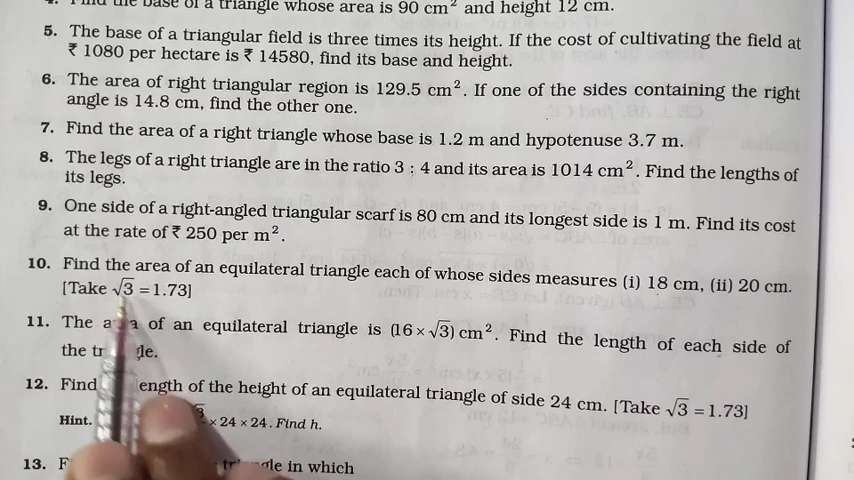 4. Find the base of a triangle whose area is 90 cm² and height 12 cm.
5. The base of a triangular field is three times its height. If the cost of cultivating the field at
₹ 1080 per hectare is ₹ 14580, find its base and height.
6. The area of right triangular region is 129.5 cm². If one of the sides containing the right
angle is 14.8 cm, find the other one.
7. Find the area of a right triangle whose base is 1.2 m and hypotenuse 3.7 m.
8. The legs of a right triangle are in the ratio 3 : 4 and its area is 1014 cm². Find the lengths of
its legs.
9. One side of a right-angled triangular scarf is 80 cm and its longest side is 1 m. Find its cost
at the rate of ₹ 250 per m².
10. Find the area of an equilateral triangle each of whose sides measures (i) 18 cm, (ii) 20 cm.
[Take √3 = 1.73]
11. The of an equilateral triangle is (16 × √3) cm². Find the length of each side of
the
12. Find length of the height of an equilateral triangle of side 24 cm. [Take √3 = 1.73]
Hint. × 24 × 24. Find h.
13. in which